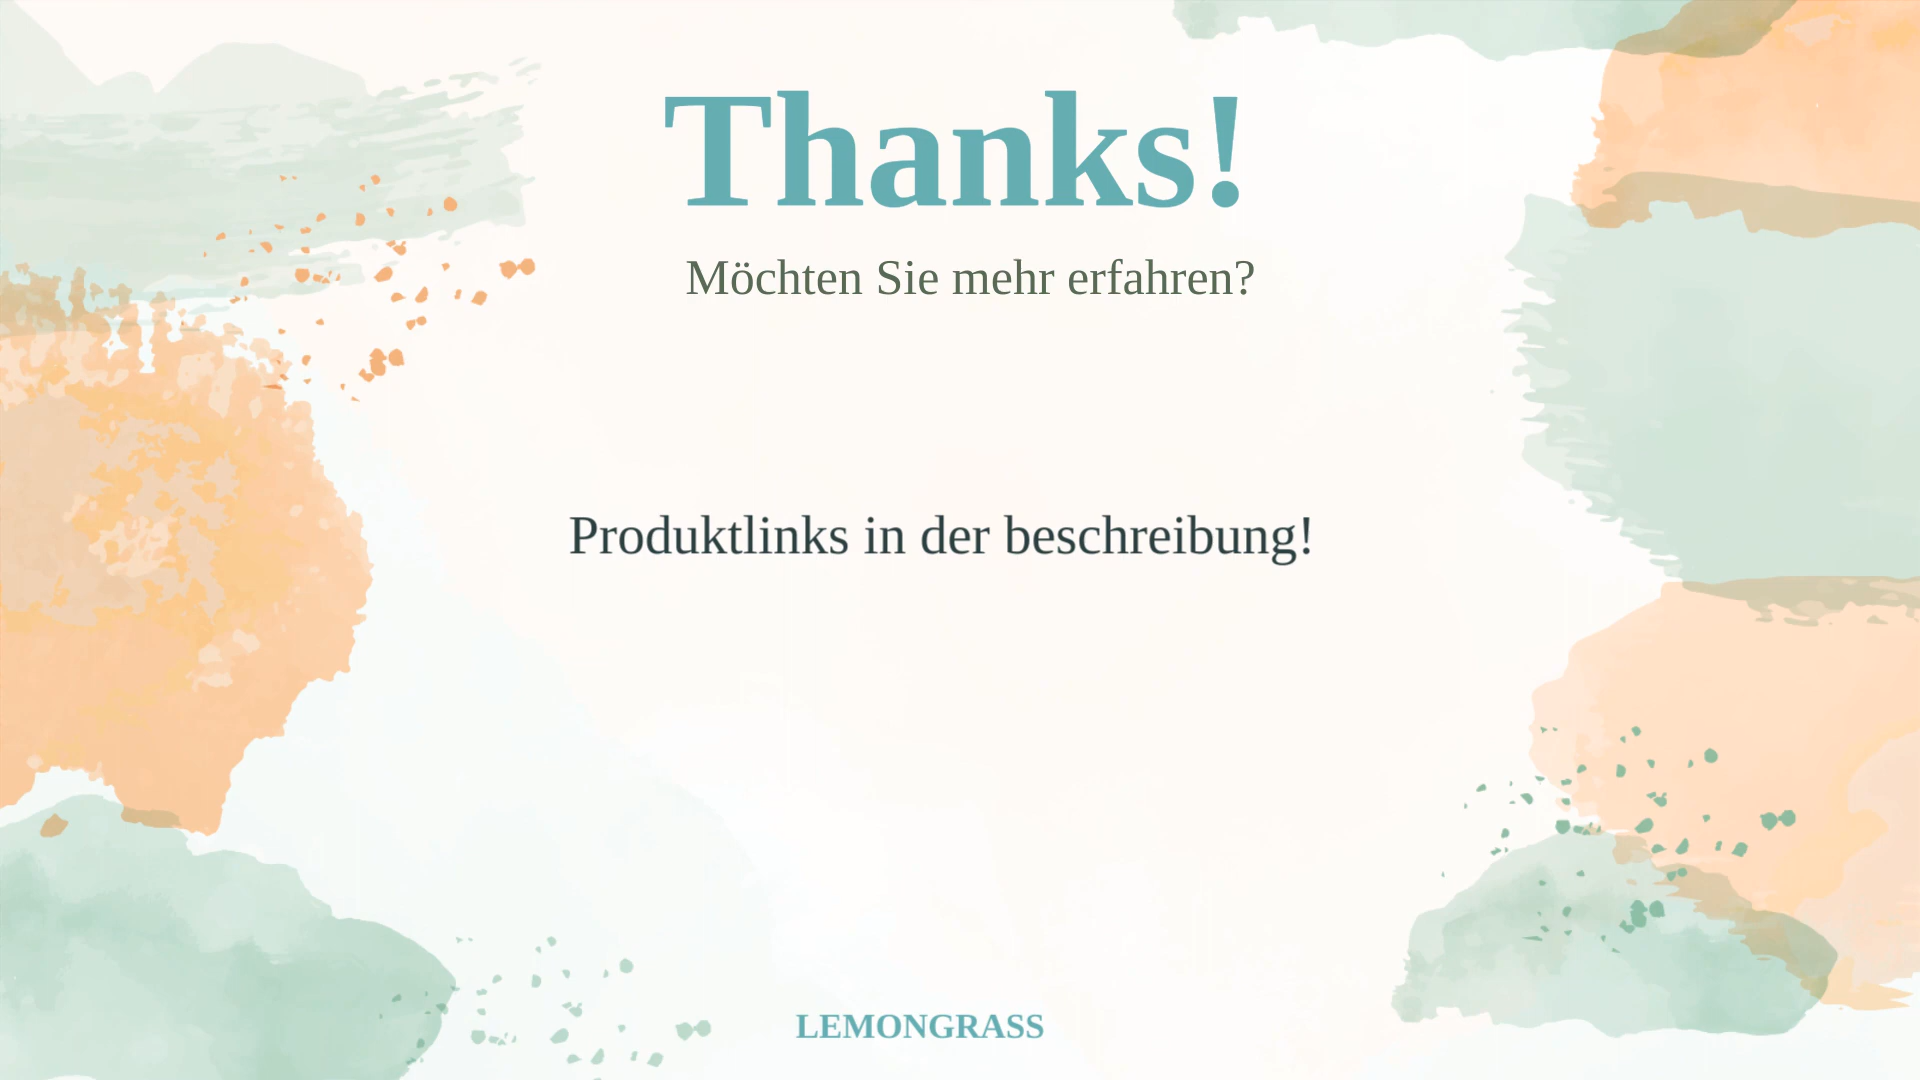 Thanks!
Möchten Sie mehr erfahren?
Produktlinks in der beschreibung!
LEMONGRASS